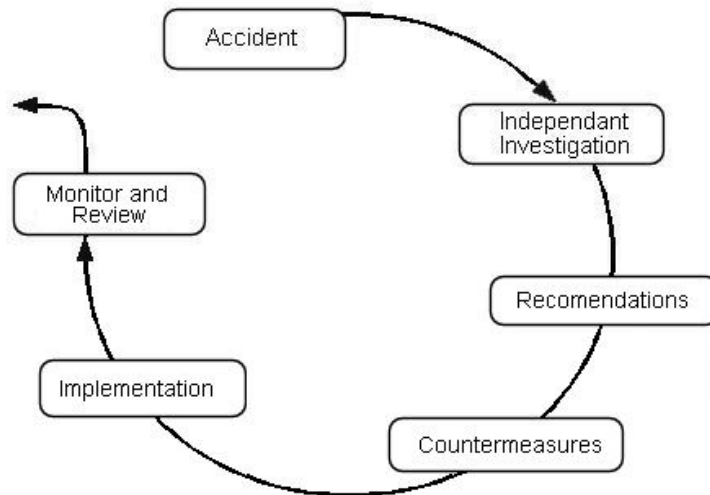 Accident
Independant
Investigation
Recomendations
Countermeasures
Implementation
Monitor and
Review